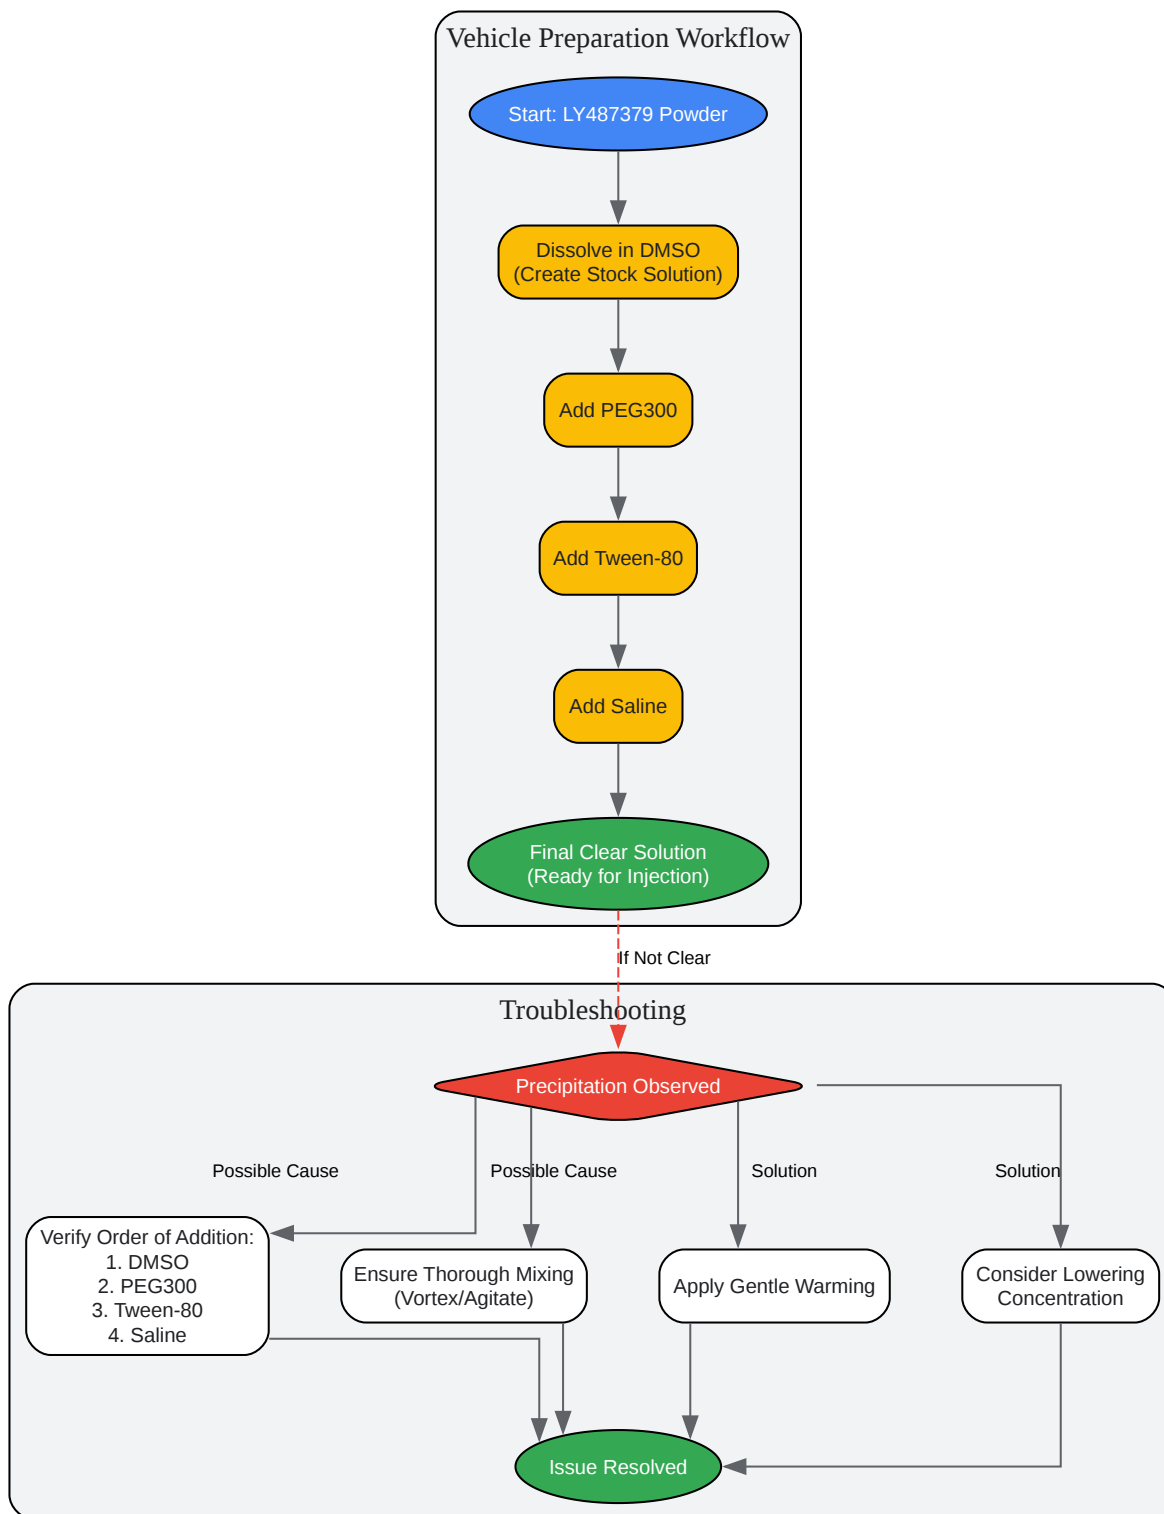 Vehicle Preparation Workflow
Start: LY487379 Powder
Dissolve in DMSO
(Create Stock Solution)
Add PEG300
Add Tween-80
Add Saline
Final Clear Solution
(Ready for Injection)
If Not Clear
Troubleshooting
Precipitation Observed
Possible Cause
Possible Cause
Solution
Solution
Verify Order of Addition:
1. DMSO
2. PEG300
3. Tween-80
4. Saline
Ensure Thorough Mixing
(Vortex/Agitate)
Apply Gentle Warming
Consider Lowering
Concentration
Issue Resolved